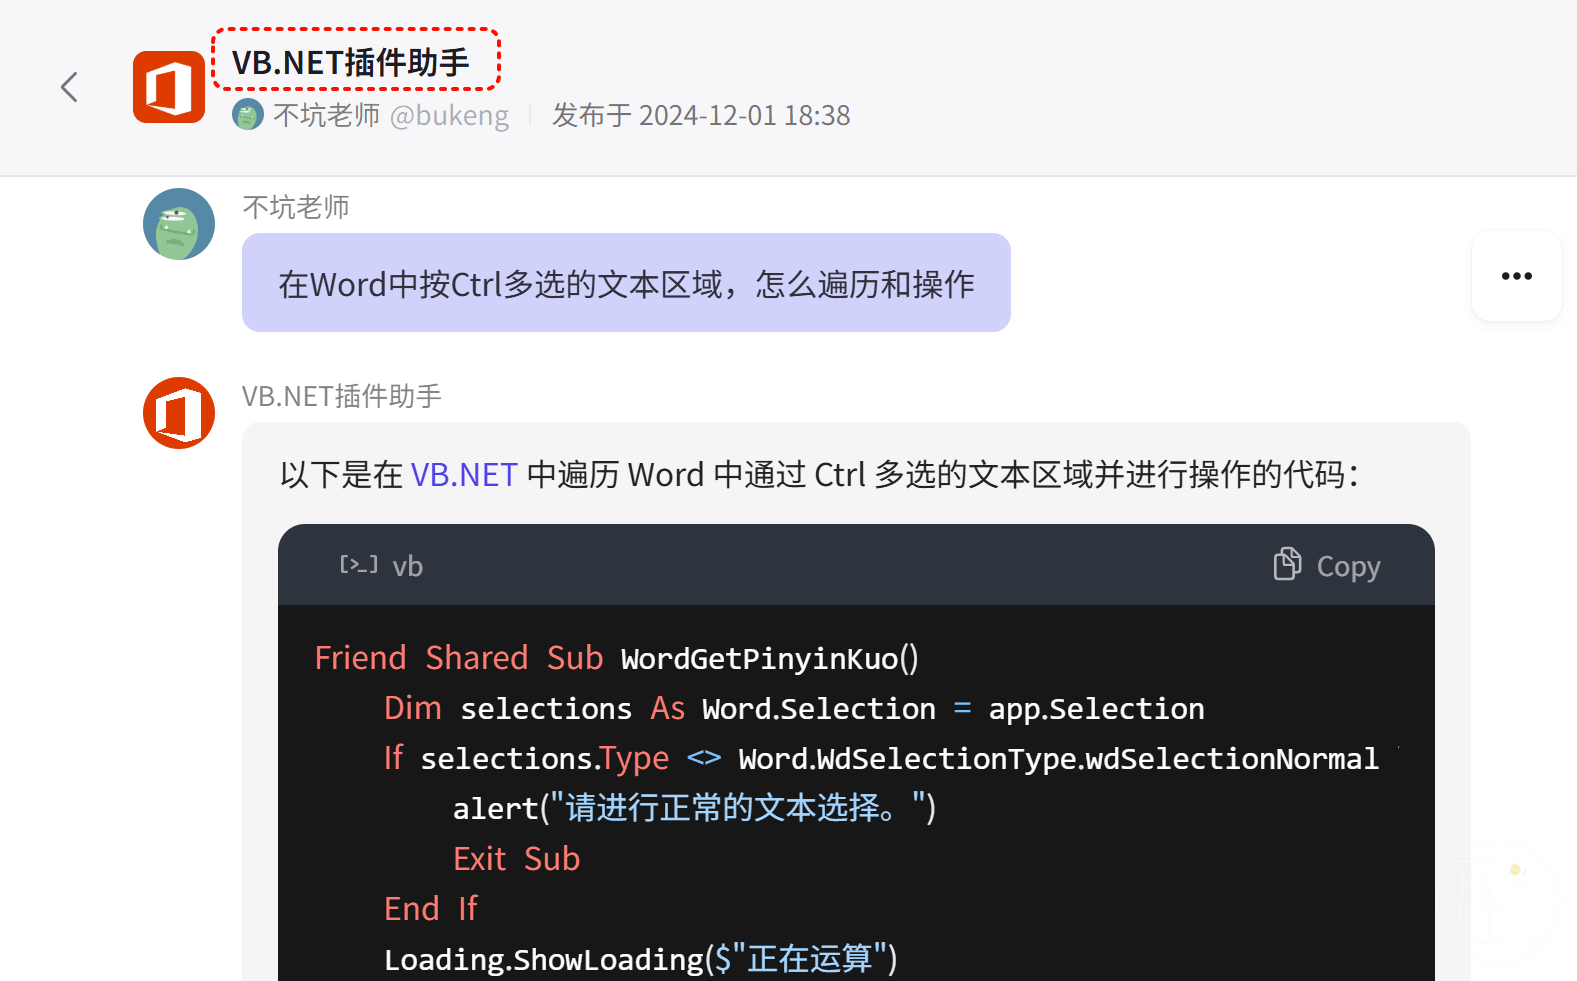 VB.NET插件助手
不坑老师 @bukeng 发布于 2024-12-01 18:38
不坑老师
在Word中按Ctrl多选的文本区域，怎么遍历和操作
VB.NET插件助手
以下是在 VB.NET 中遍历 Word 中通过 Ctrl 多选的文本区域并进行操作的代码：
vb Copy
Friend Shared Sub WordGetPinyinKuo()
Dim selections As Word.Selection = app.Selection
If selections.Type <> Word.WdSelectionType.wdSelectionNormal
alert("请进行正常的文本选择。")
Exit Sub
End If
Loading.ShowLoading($"正在运算")